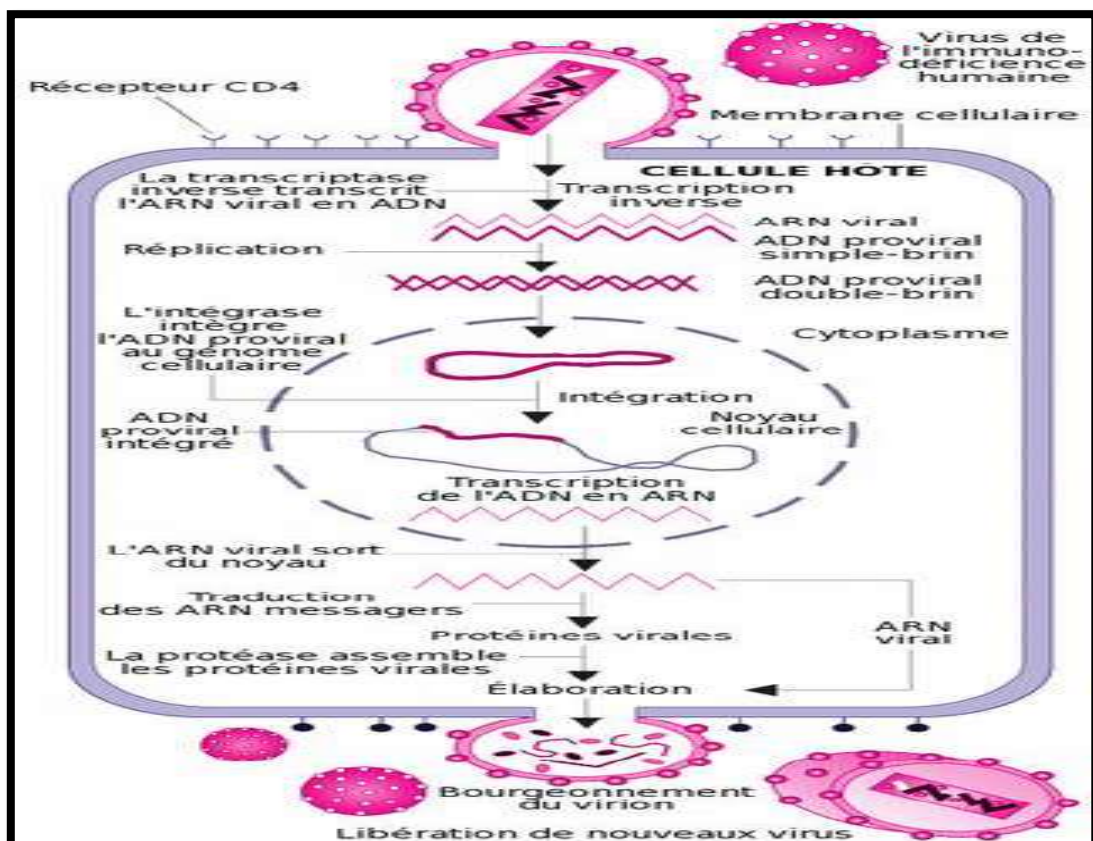 Virus de
l'immuno-
déficience
humaine
Récepteur CD4
Membrane cellulaire
CELLULE HÔTE
La transcriptase
inverse transcrit
l'ARN viral en ADN
Transcription
inverse
ARN viral
ADN proviral
simple-brin
Réplication
ADN proviral
double-brin
L'intégrase
intègre
l'ADN proviral
au génome
cellulaire
Cytoplasme
Intégration
ADN
proviral
intégré
Noyau
cellulaire
Transcription
de l'ADN en ARN
L'ARN viral sort
du noyau
Traduction
des ARN messagers
ARN
viral
Protéines virales
La protéase assemble
les protéines virales
Élaboration
Bourgeonnement
du virion
Libération de nouveaux virus